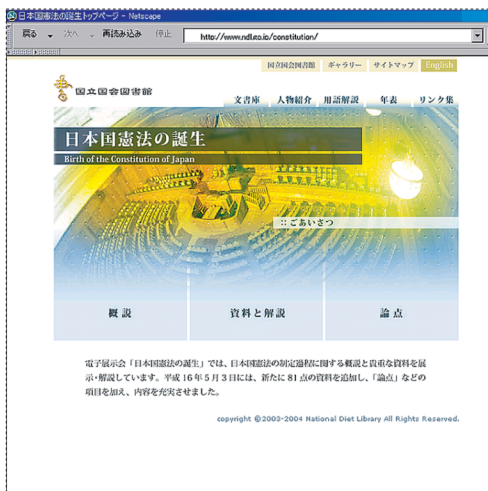 日本国憲法の誕生トップページ - Netscape
戻る 次へ 再読み込み 停止 http://www.ndl.go.jp/constitution/
国立国会図書館 ギャラリー サイトマップ English
国立国会図書館
文書庫 人物紹介 用語解説 年表 リンク集
日本国憲法の誕生
Birth of the Constitution of Japan
::ごあいさつ
概説 資料と解説 論点
電子展示会「日本国憲法の誕生」では、日本国憲法の制定過程に関する概説と貴重な資料を展
示・解説しています。平成 16 年 5 月 3 日には、新たに 81 点の資料を追加し、「論点」などの
項目を加え、内容を充実させました。
copyright ©2003-2004 National Diet Library All Rights Reserved.